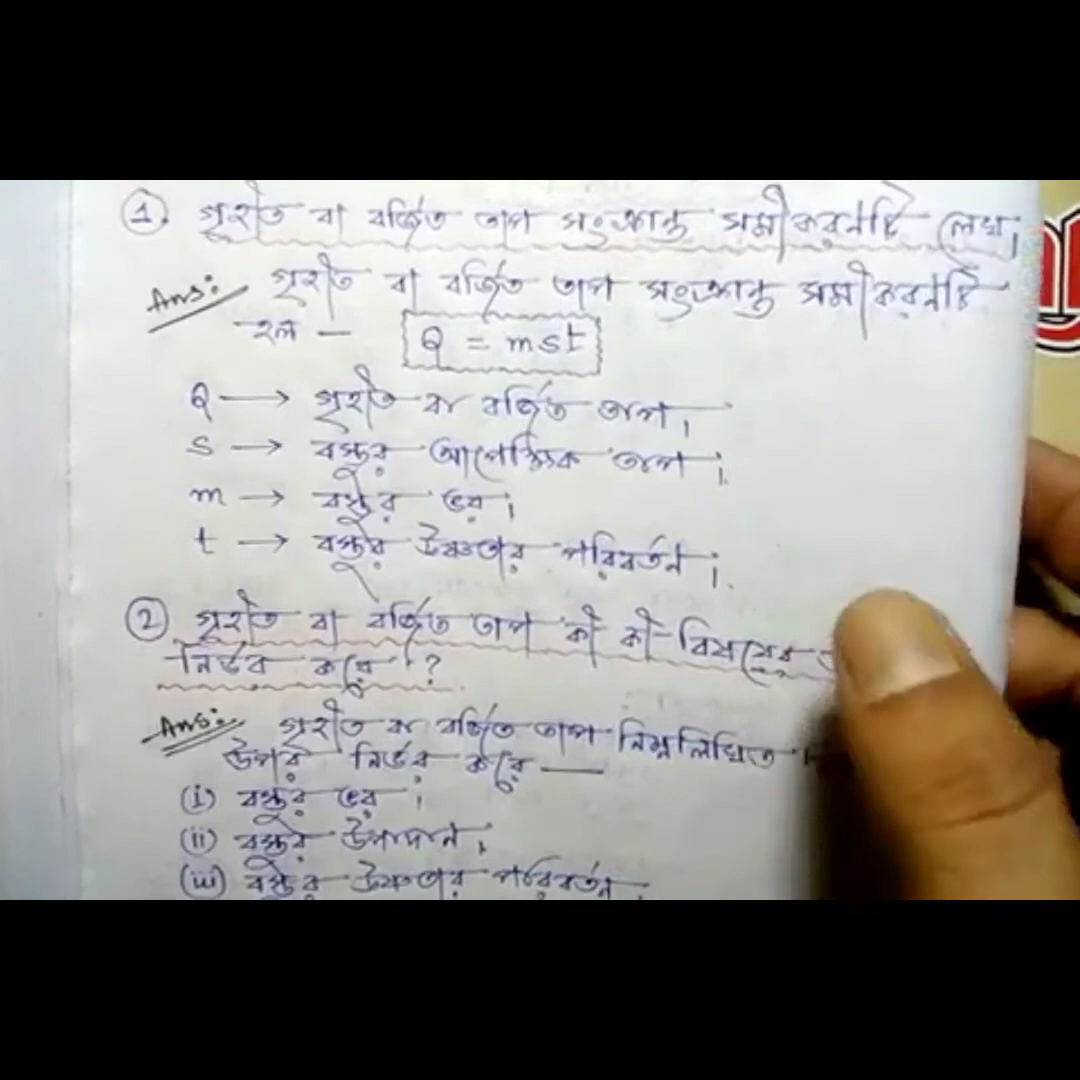 1. গৃহীত বা বর্জিত তাপ সংক্রান্ত সমীকরণটি লেখ।
Ans: গৃহীত বা বর্জিত তাপ সংক্রান্ত সমীকরণটি
হল — Q = mst
Q → গৃহীত বা বর্জিত তাপ।
S → বস্তুর আপেক্ষিক তাপ।
m → বস্তুর ভর।
t → বস্তুর উষ্ণতার পরিবর্তন।
2 গৃহীত বা বর্জিত তাপ কী কী বিষয়ের
নির্ভর করে ?
Ans: গৃহীত বা বর্জিত তাপ নিম্নলিখিত
উপর নির্ভর করে —
(i) বস্তুর ভর।
(ii) বস্তুর উপাদান।
(iii) বস্তুর উষ্ণতার পরিবর্তন।